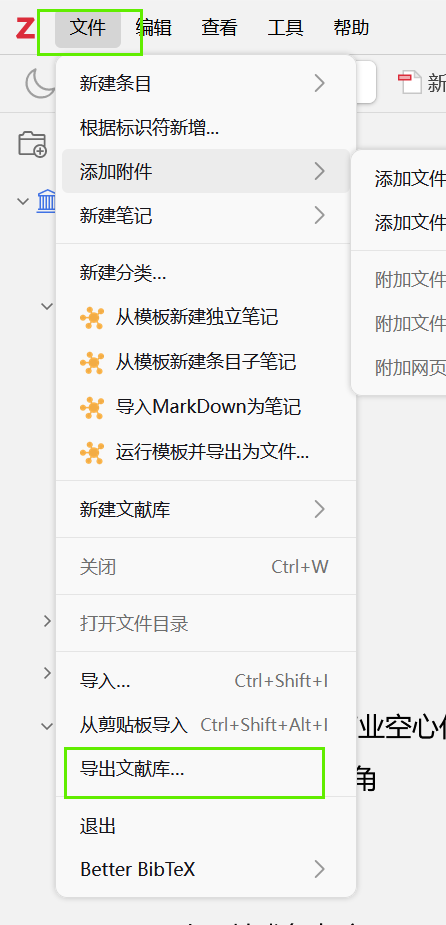 Z 文件 编辑 查看 工具 帮助
新
新建条目
根据标识符新增...
添加附件
添加文件
新建笔记
添加文件
新建分类...
附加文件
从模板新建独立笔记
附加文件
从模板新建条目子笔记
附加网页
导入MarkDown为笔记
运行模板并导出为文件...
新建文献库
关闭 Ctrl+W
打开文件目录
导入... Ctrl+Shift+I
从剪贴板导入 Ctrl+Shift+Alt+I
业空心
导出文献库...
角
退出
Better BibTeX